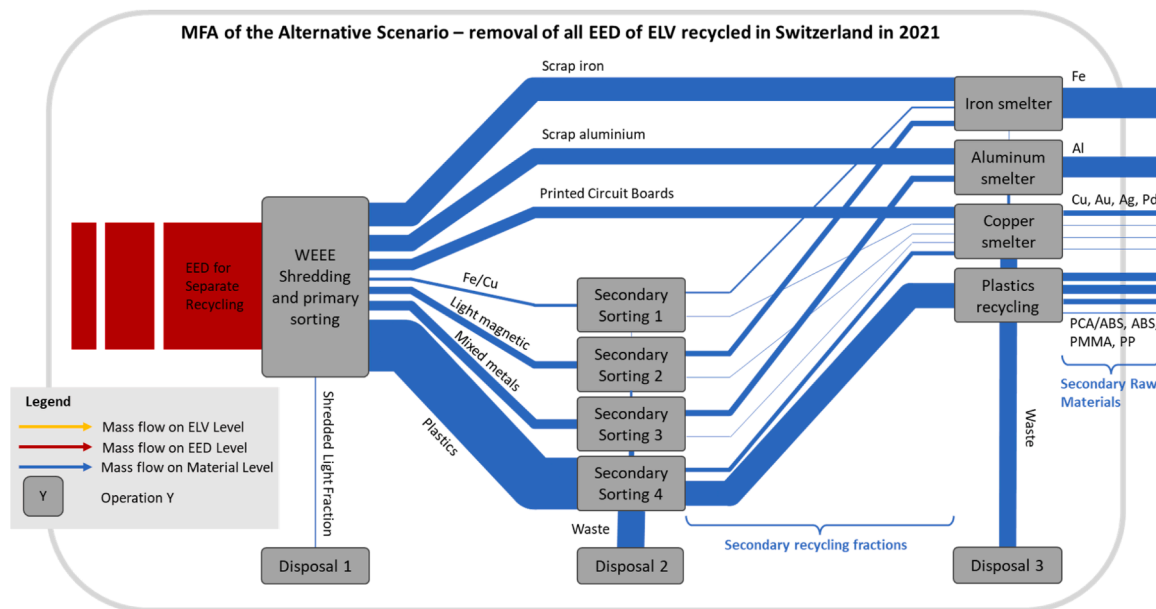 MFA of the Alternative Scenario – removal of all EED of ELV recycled in Switzerland in 2021
Scrap iron
Scrap aluminium
Printed Circuit Boards
Fe/Cu
Light magnetic
Mixed metals
Plastics
EED for
Separate
Recycling
WEEE
Shredding
and primary
sorting
Shredded Light Fraction
Secondary
Sorting 1
Secondary
Sorting 2
Secondary
Sorting 3
Secondary
Sorting 4
Iron smelter
Aluminum
smelter
Copper
smelter
Plastics
recycling
Fe
Al
Cu, Au, Ag, Pd
PCA/ABS, ABS,
PMMA, PP
Secondary Raw
Materials
Waste
Waste
Secondary recycling fractions
Disposal 1
Disposal 2
Disposal 3
Legend
Mass flow on ELV Level
Mass flow on EED Level
Mass flow on Material Level
Y
Operation Y